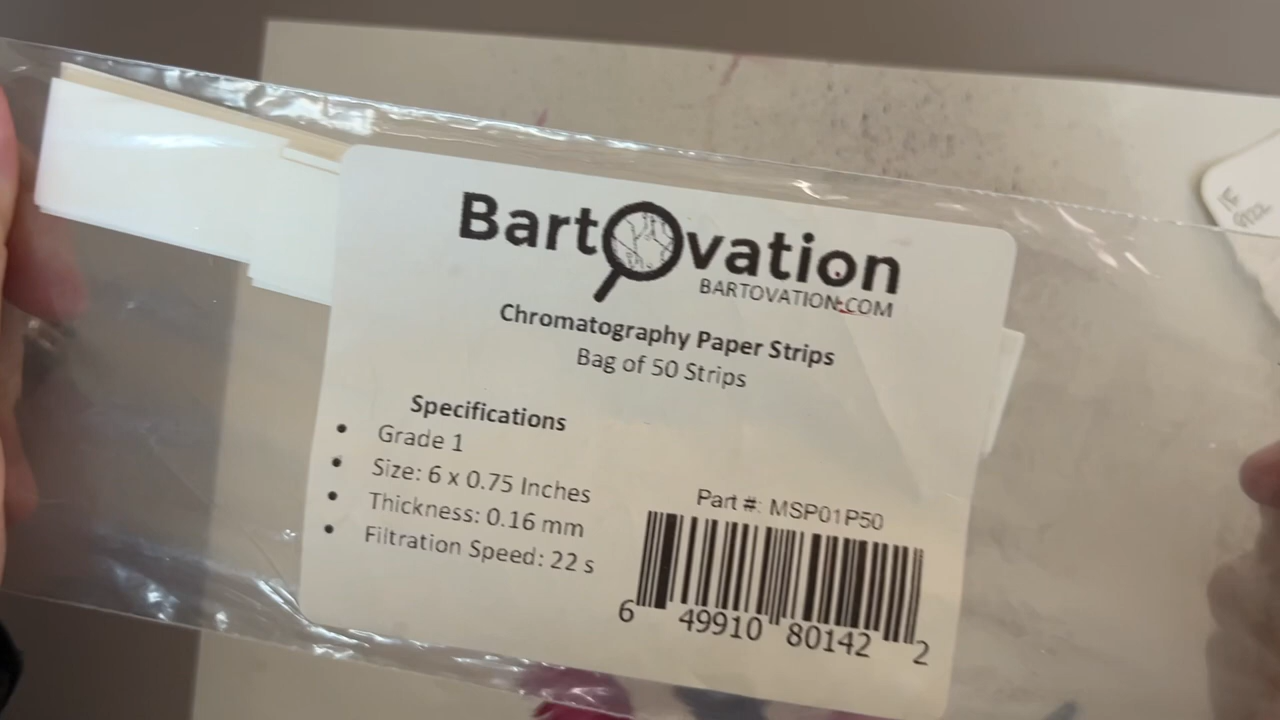 BartOvation
BARTOVATION.COM
Chromatography Paper Strips
Bag of 50 Strips
Specifications
• Grade 1
• Size: 6 x 0.75 Inches
• Thickness: 0.16 mm
• Filtration Speed: 22 s
Part #: MSP01P50
6 49910 80142 2